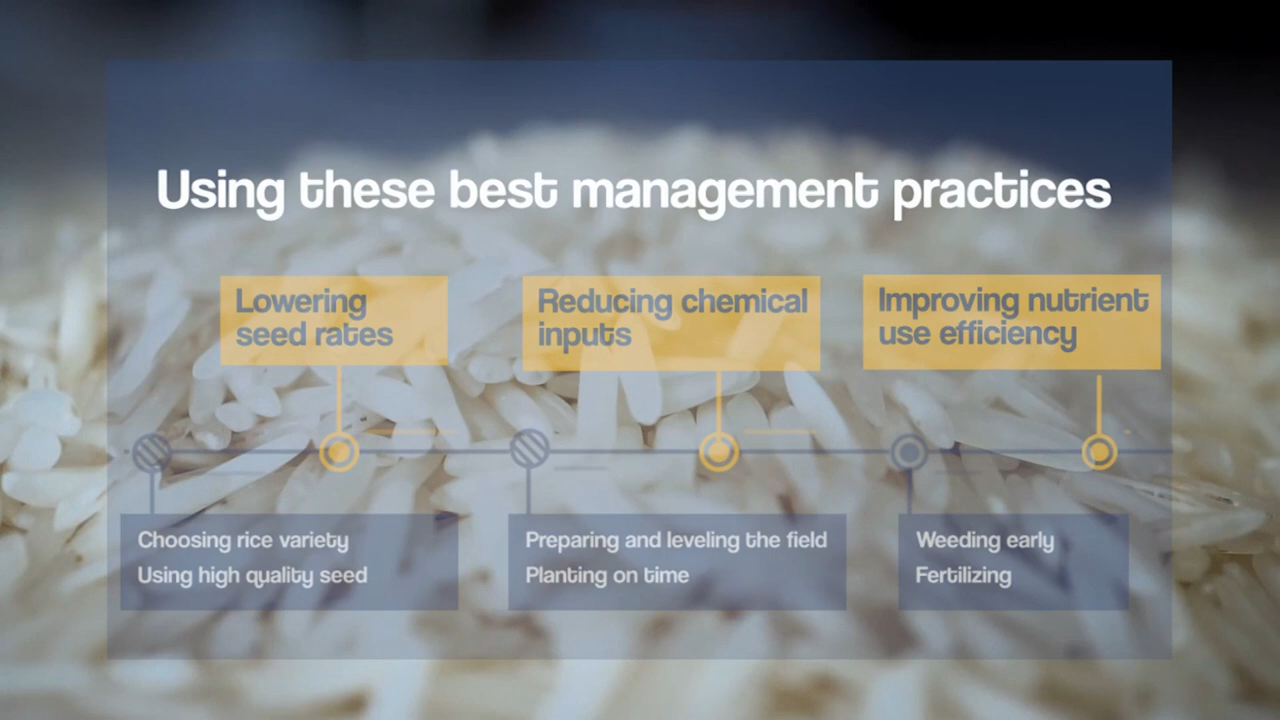 Using these best management practices
Lowering
seed rates
Reducing chemical
inputs
Improving nutrient
use efficiency
Choosing rice variety
Using high quality seed
Preparing and leveling the field
Planting on time
Weeding early
Fertilizing